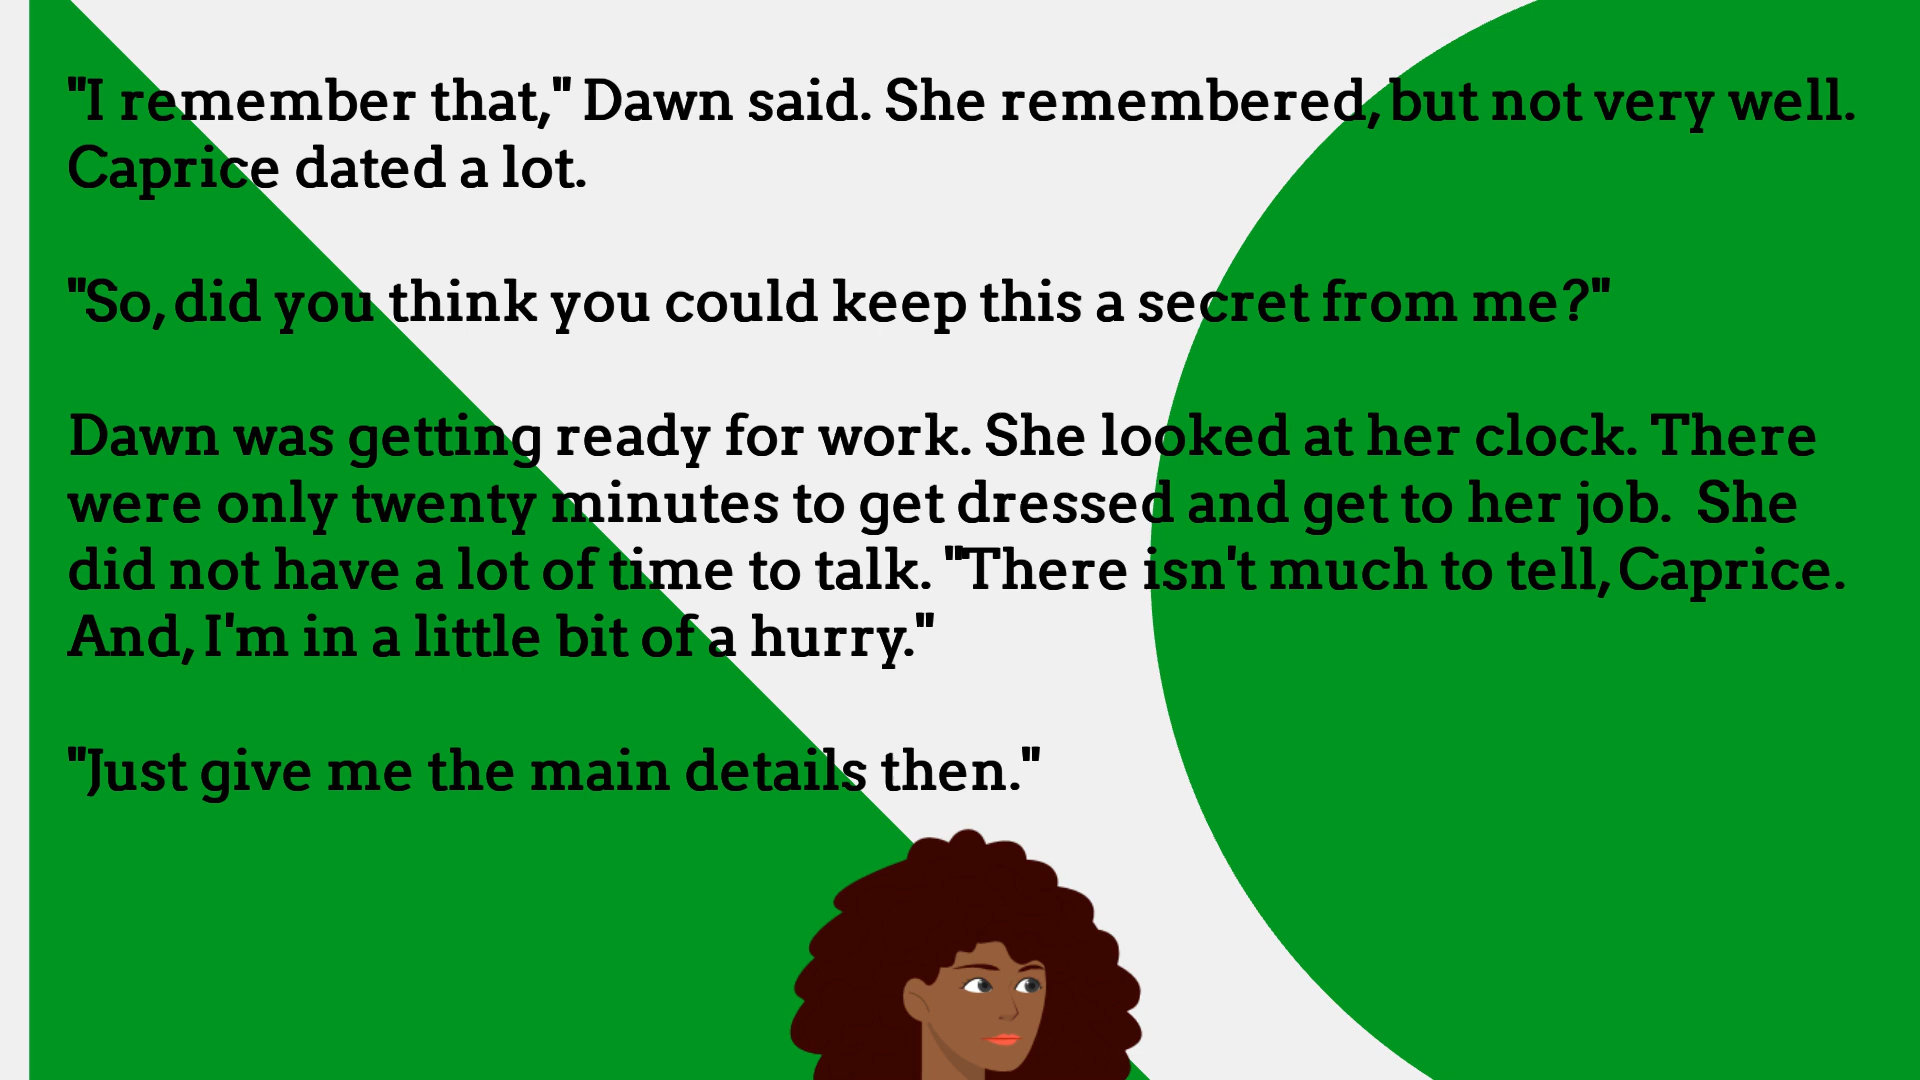 "I remember that," Dawn said. She remembered, but not very well.
Caprice dated a lot.
"So, did you think you could keep this a secret from me?"
Dawn was getting ready for work. She looked at her clock. There
were only twenty minutes to get dressed and get to her job.  She
did not have a lot of time to talk. "There isn't much to tell, Caprice.
And, I'm in a little bit of a hurry."
"Just give me the main details then."